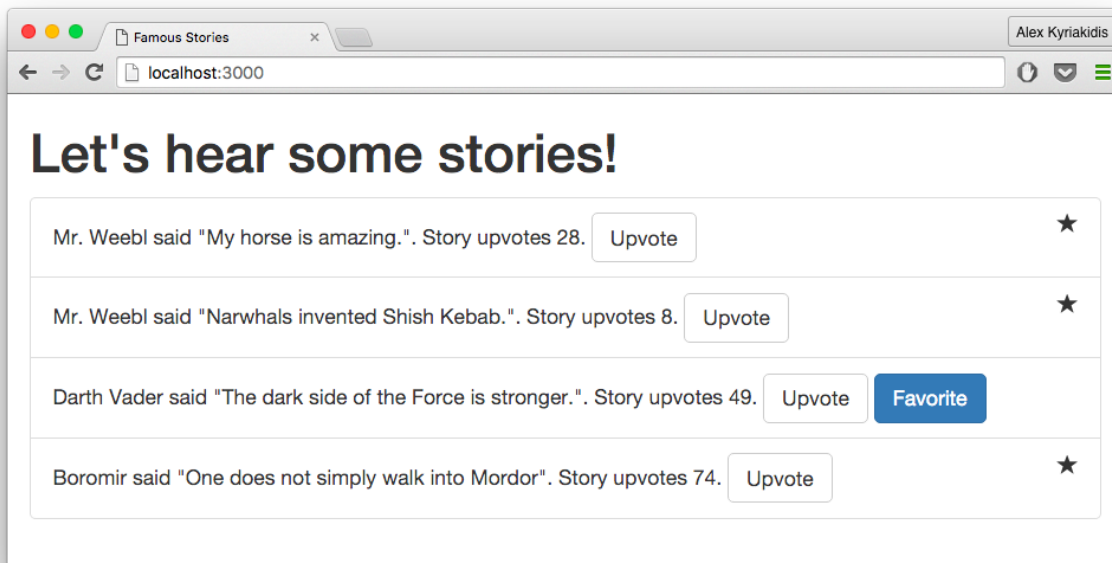 Famous Stories
Alex Kyriakidis
localhost:3000
Let's hear some stories!
Mr. Weebl said "My horse is amazing.". Story upvotes 28. Upvote
Mr. Weebl said "Narwhals invented Shish Kebab.". Story upvotes 8. Upvote
Darth Vader said "The dark side of the Force is stronger.". Story upvotes 49. Upvote Favorite
Boromir said "One does not simply walk into Mordor". Story upvotes 74. Upvote